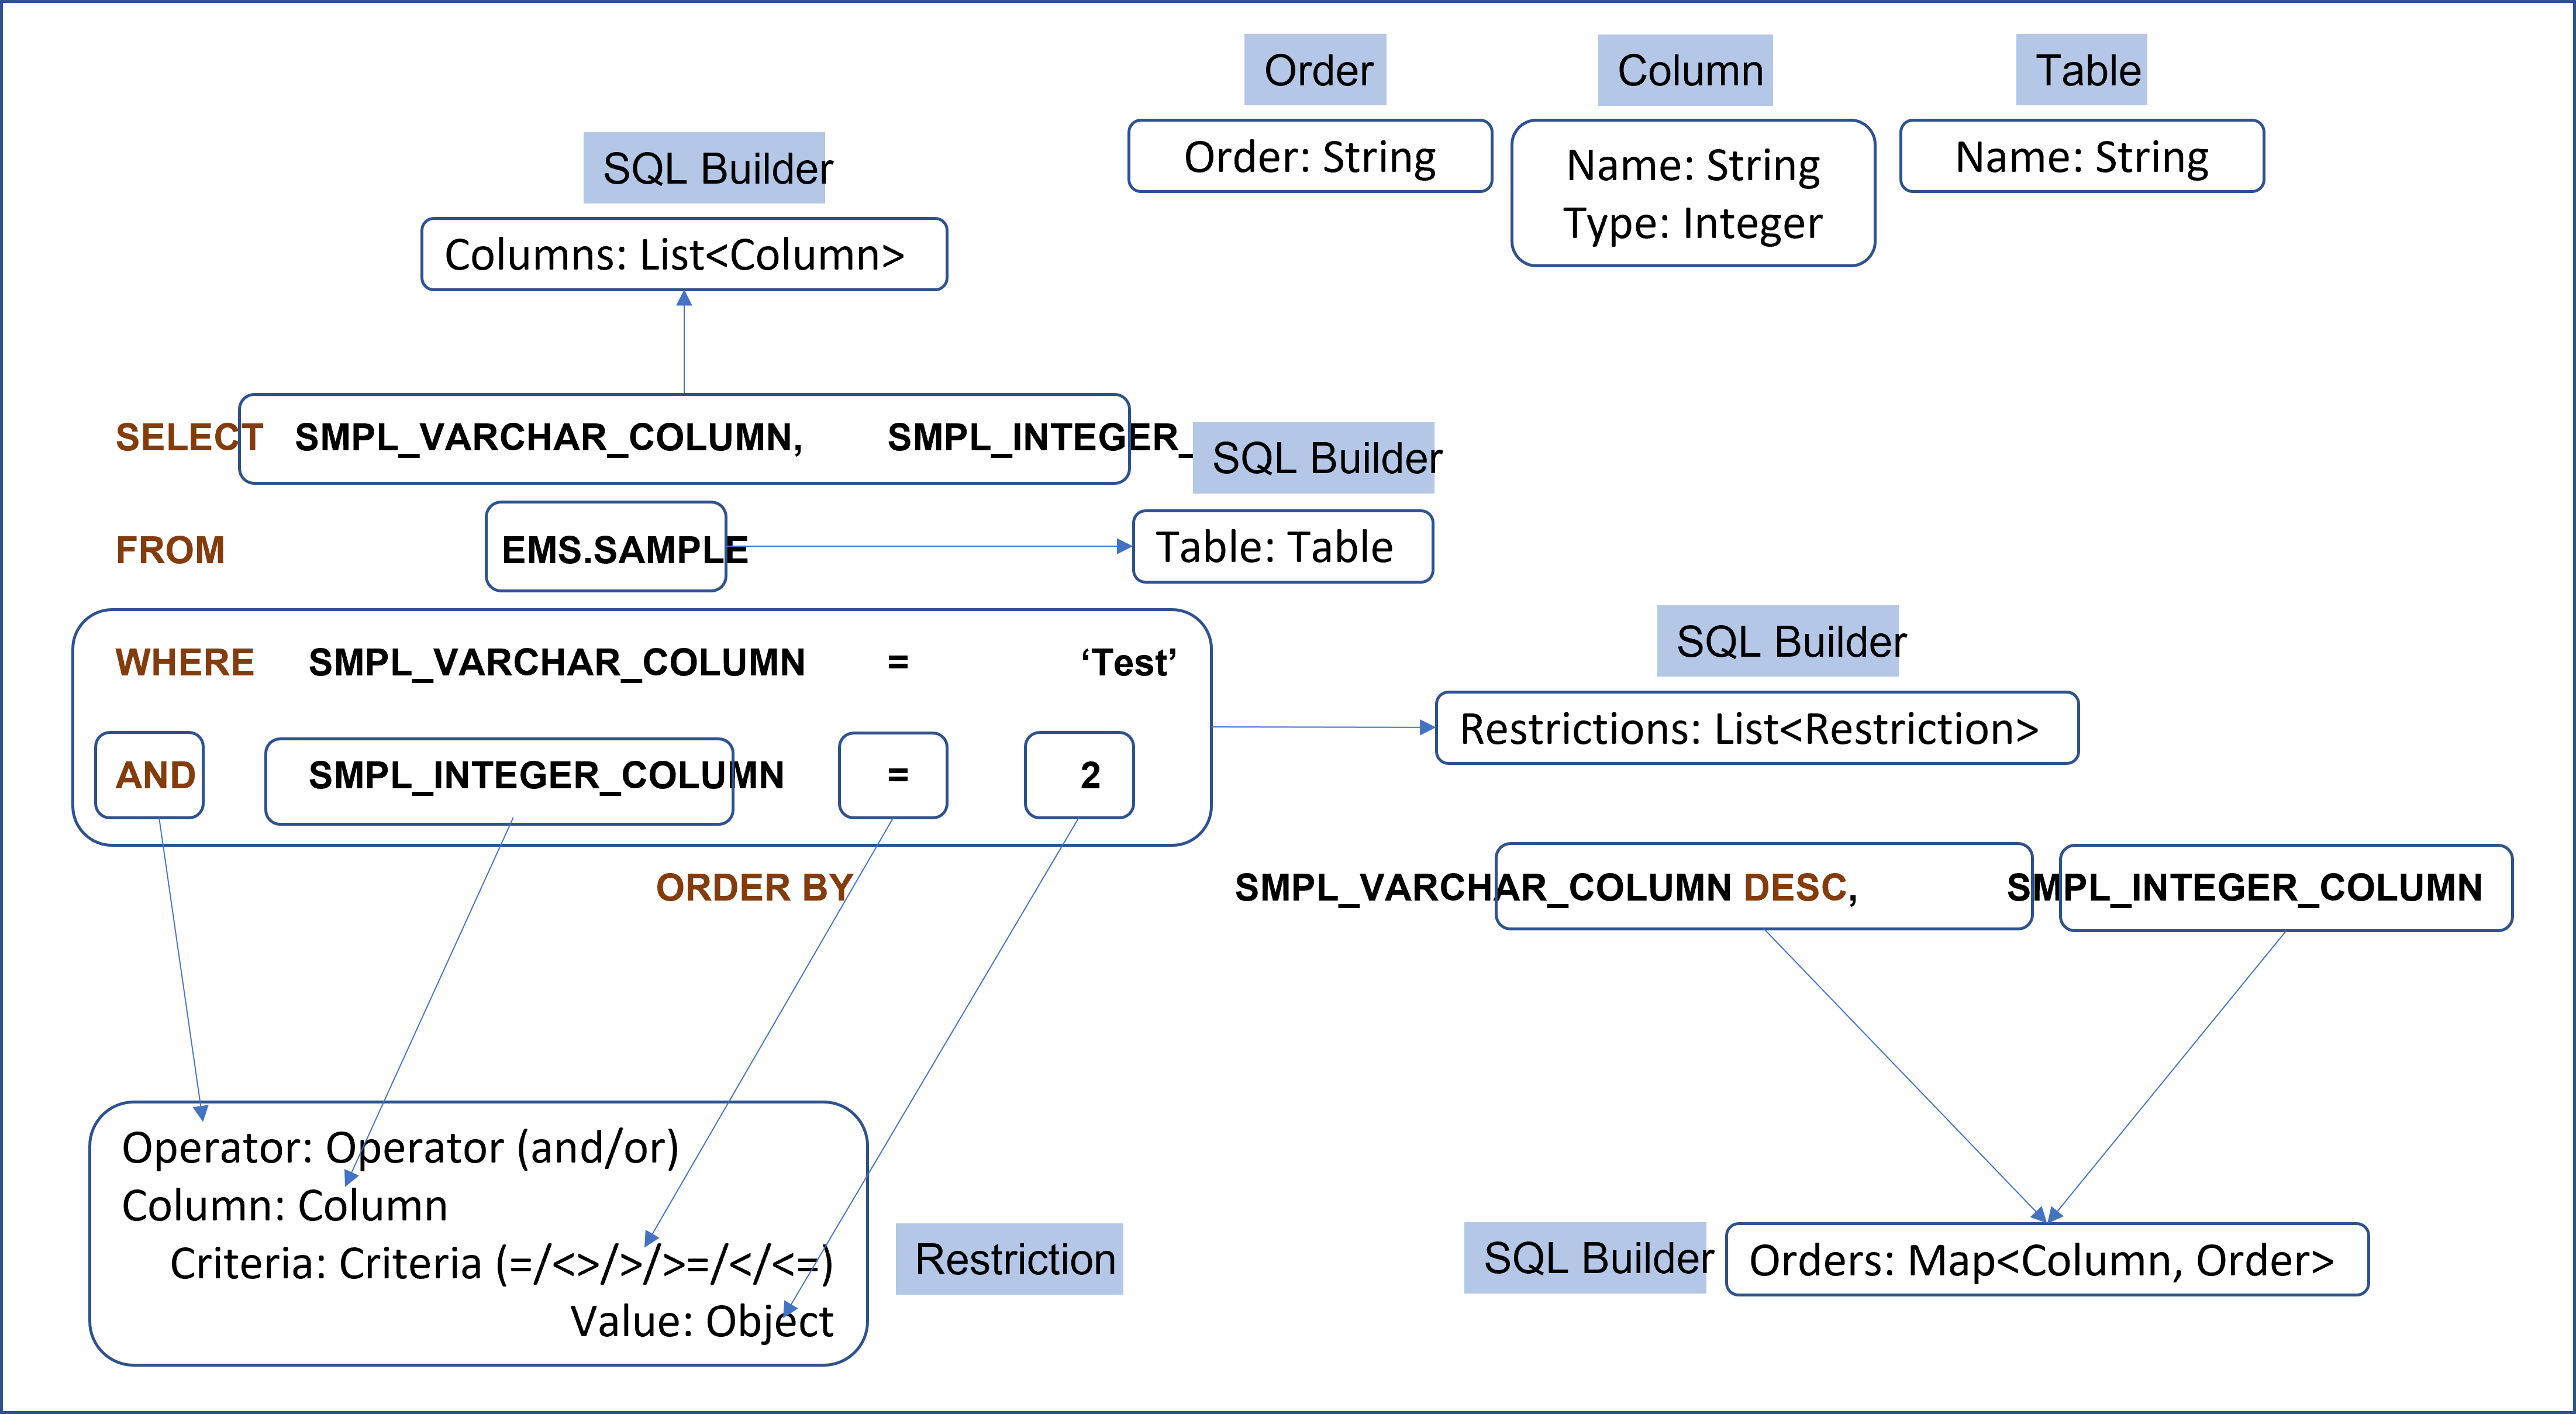 Order
Column
Table
Order: String
Name: String
Type: Integer
Name: String
SQL Builder
Columns: List<Column>
SELECT SMPL_VARCHAR_COLUMN, SMPL_INTEGER_
SQL Builder
FROM EMS.SAMPLE
Table: Table
WHERE SMPL_VARCHAR_COLUMN = ‘Test’
SQL Builder
Restrictions: List<Restriction>
AND SMPL_INTEGER_COLUMN = 2
ORDER BY SMPL_VARCHAR_COLUMN DESC, SMPL_INTEGER_COLUMN
Operator: Operator (and/or)
Column: Column
Criteria: Criteria (=/<>/>/>=/</<=)
Value: Object
Restriction
SQL Builder
Orders: Map<Column, Order>